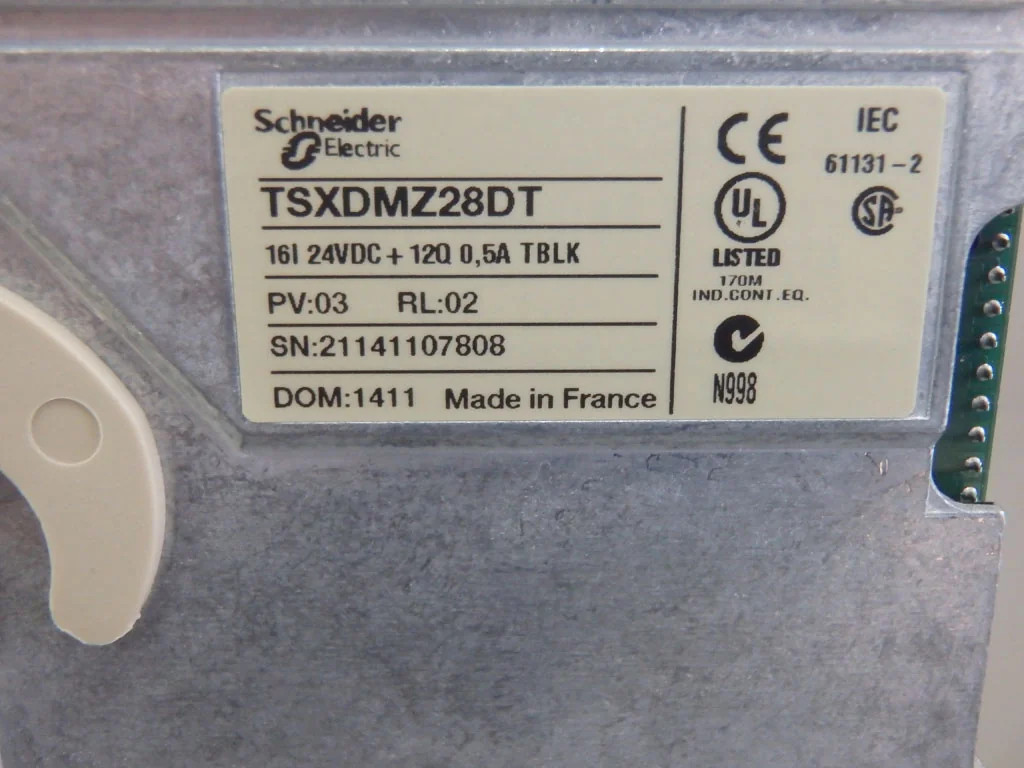 Schneider
Electric
TSXDMZ28DT
16I 24VDC + 12Q 0,5A TBLK
PV:03 RL:02
SN:21141107808
DOM:1411 Made in France
CE
IEC
61131-2
UL
SA
LISTED
170M
IND.CONT.EQ.
N998